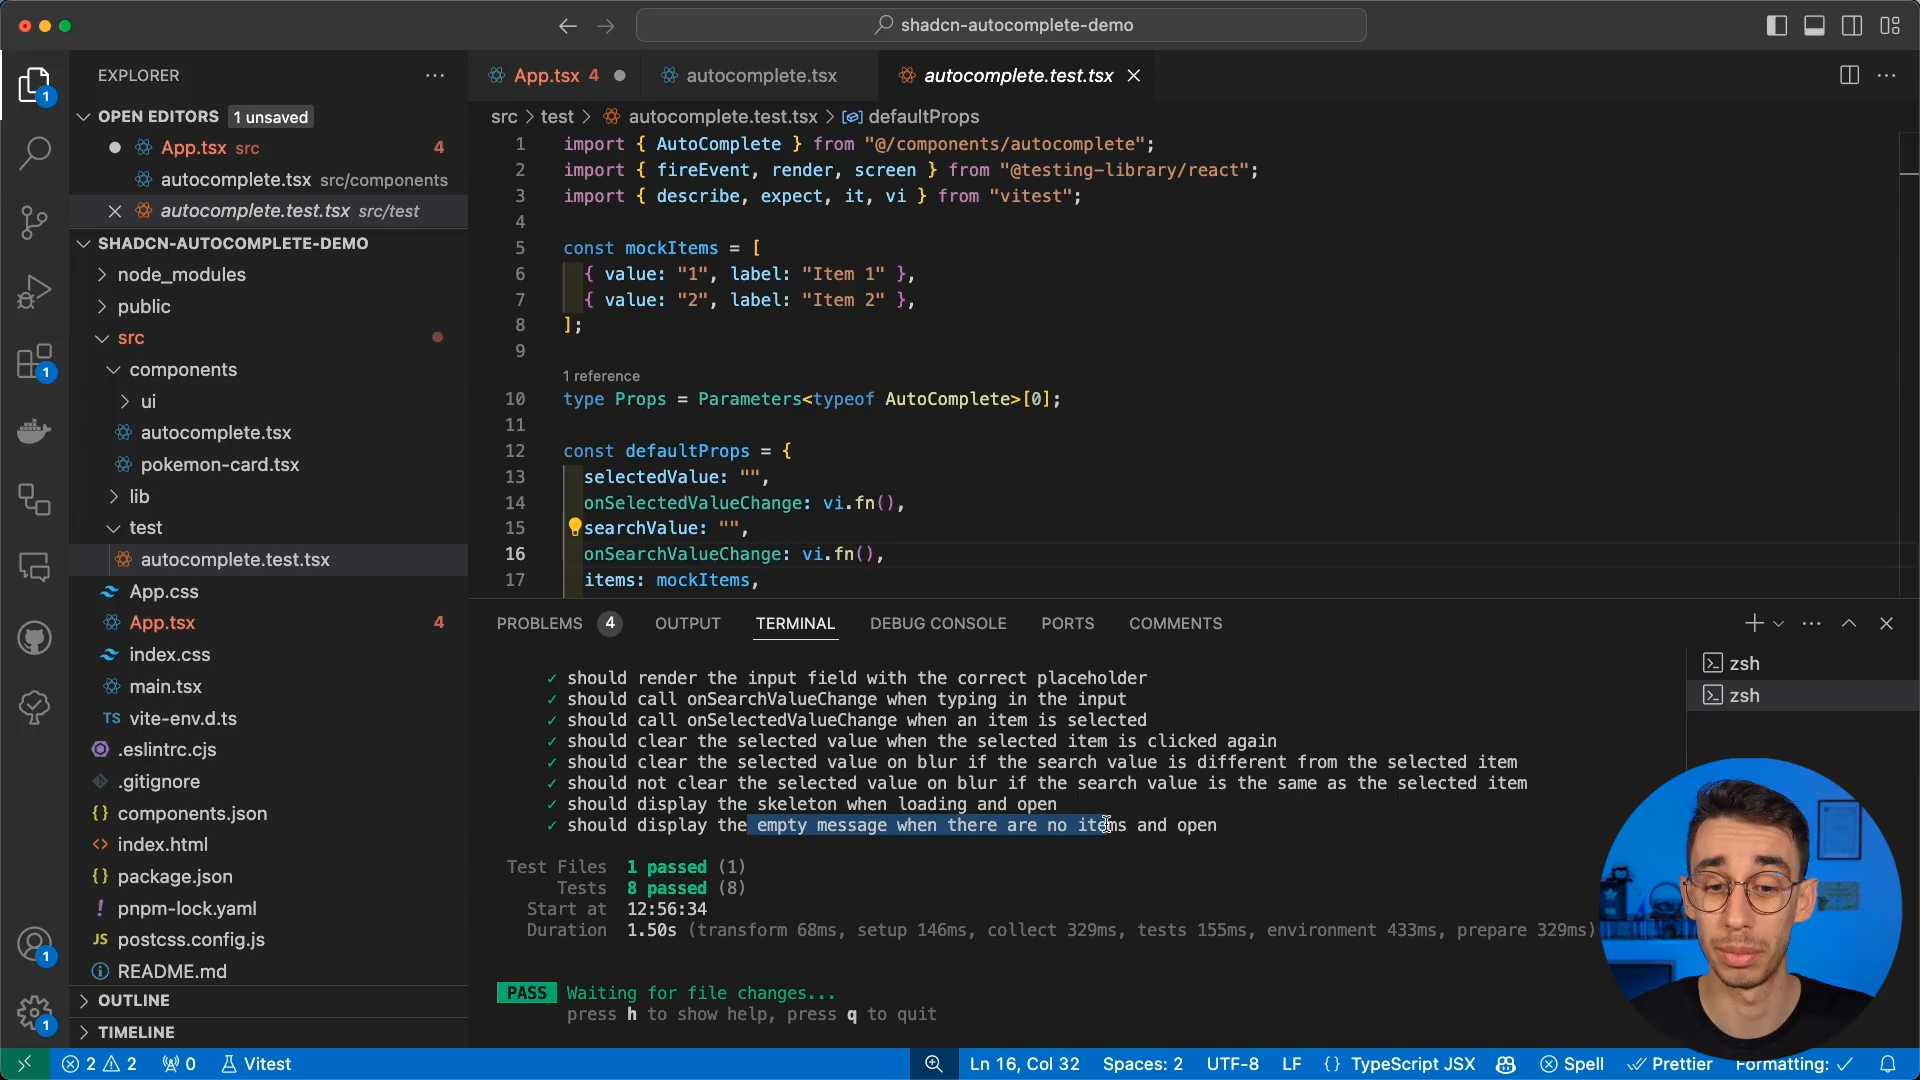 shadcn-autocomplete-demo
EXPLORER
OPEN EDITORS 1 unsaved
App.tsx src 4
autocomplete.tsx src/components
autocomplete.test.tsx src/test
SHADCN-AUTOCOMPLETE-DEMO
node_modules
public
src
components
ui
autocomplete.tsx
pokemon-card.tsx
lib
test
autocomplete.test.tsx
App.css
App.tsx 4
index.css
main.tsx
TS vite-env.d.ts
.eslintrc.cjs
.gitignore
{} components.json
<> index.html
{} package.json
! pnpm-lock.yaml
JS postcss.config.js
README.md
OUTLINE
TIMELINE
1
1
1
1
App.tsx 4
autocomplete.tsx
autocomplete.test.tsx
src > test > autocomplete.test.tsx > defaultProps
1 import { AutoComplete } from "@/components/autocomplete";
2 import { fireEvent, render, screen } from "@testing-library/react";
3 import { describe, expect, it, vi } from "vitest";
4
5 const mockItems = [
6 { value: "1", label: "Item 1" },
7 { value: "2", label: "Item 2" },
8 ];
9
1 reference
10 type Props = Parameters<typeof AutoComplete>[0];
11
12 const defaultProps = {
13 selectedValue: "",
14 onSelectedValueChange: vi.fn(),
15 searchValue: "",
16 onSearchValueChange: vi.fn(),
17 items: mockItems,
PROBLEMS 4 OUTPUT TERMINAL DEBUG CONSOLE PORTS COMMENTS
✓ should render the input field with the correct placeholder
✓ should call onSearchValueChange when typing in the input
✓ should call onSelectedValueChange when an item is selected
✓ should clear the selected value when the selected item is clicked again
✓ should clear the selected value on blur if the search value is different from the selected item
✓ should not clear the selected value on blur if the search value is the same as the selected item
✓ should display the skeleton when loading and open
✓ should display the empty message when there are no items and open
Test Files 1 passed (1)
Tests 8 passed (8)
Start at 12:56:34
Duration 1.50s (transform 68ms, setup 146ms, collect 329ms, tests 155ms, environment 433ms, prepare 329ms)
PASS Waiting for file changes...
press h to show help, press q to quit
zsh
zsh
2 2 0 Vitest Ln 16, Col 32 Spaces: 2 UTF-8 LF {} TypeScript JSX Spell Prettier Formatting: ✓